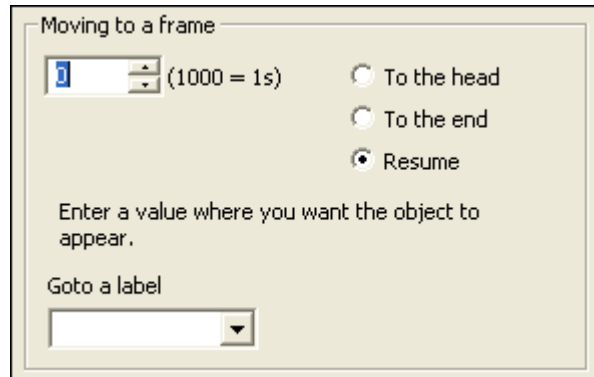 Moving to a frame
0 (1000 = 1s)
To the head
To the end
Resume
Enter a value where you want the object to
appear.
Goto a label